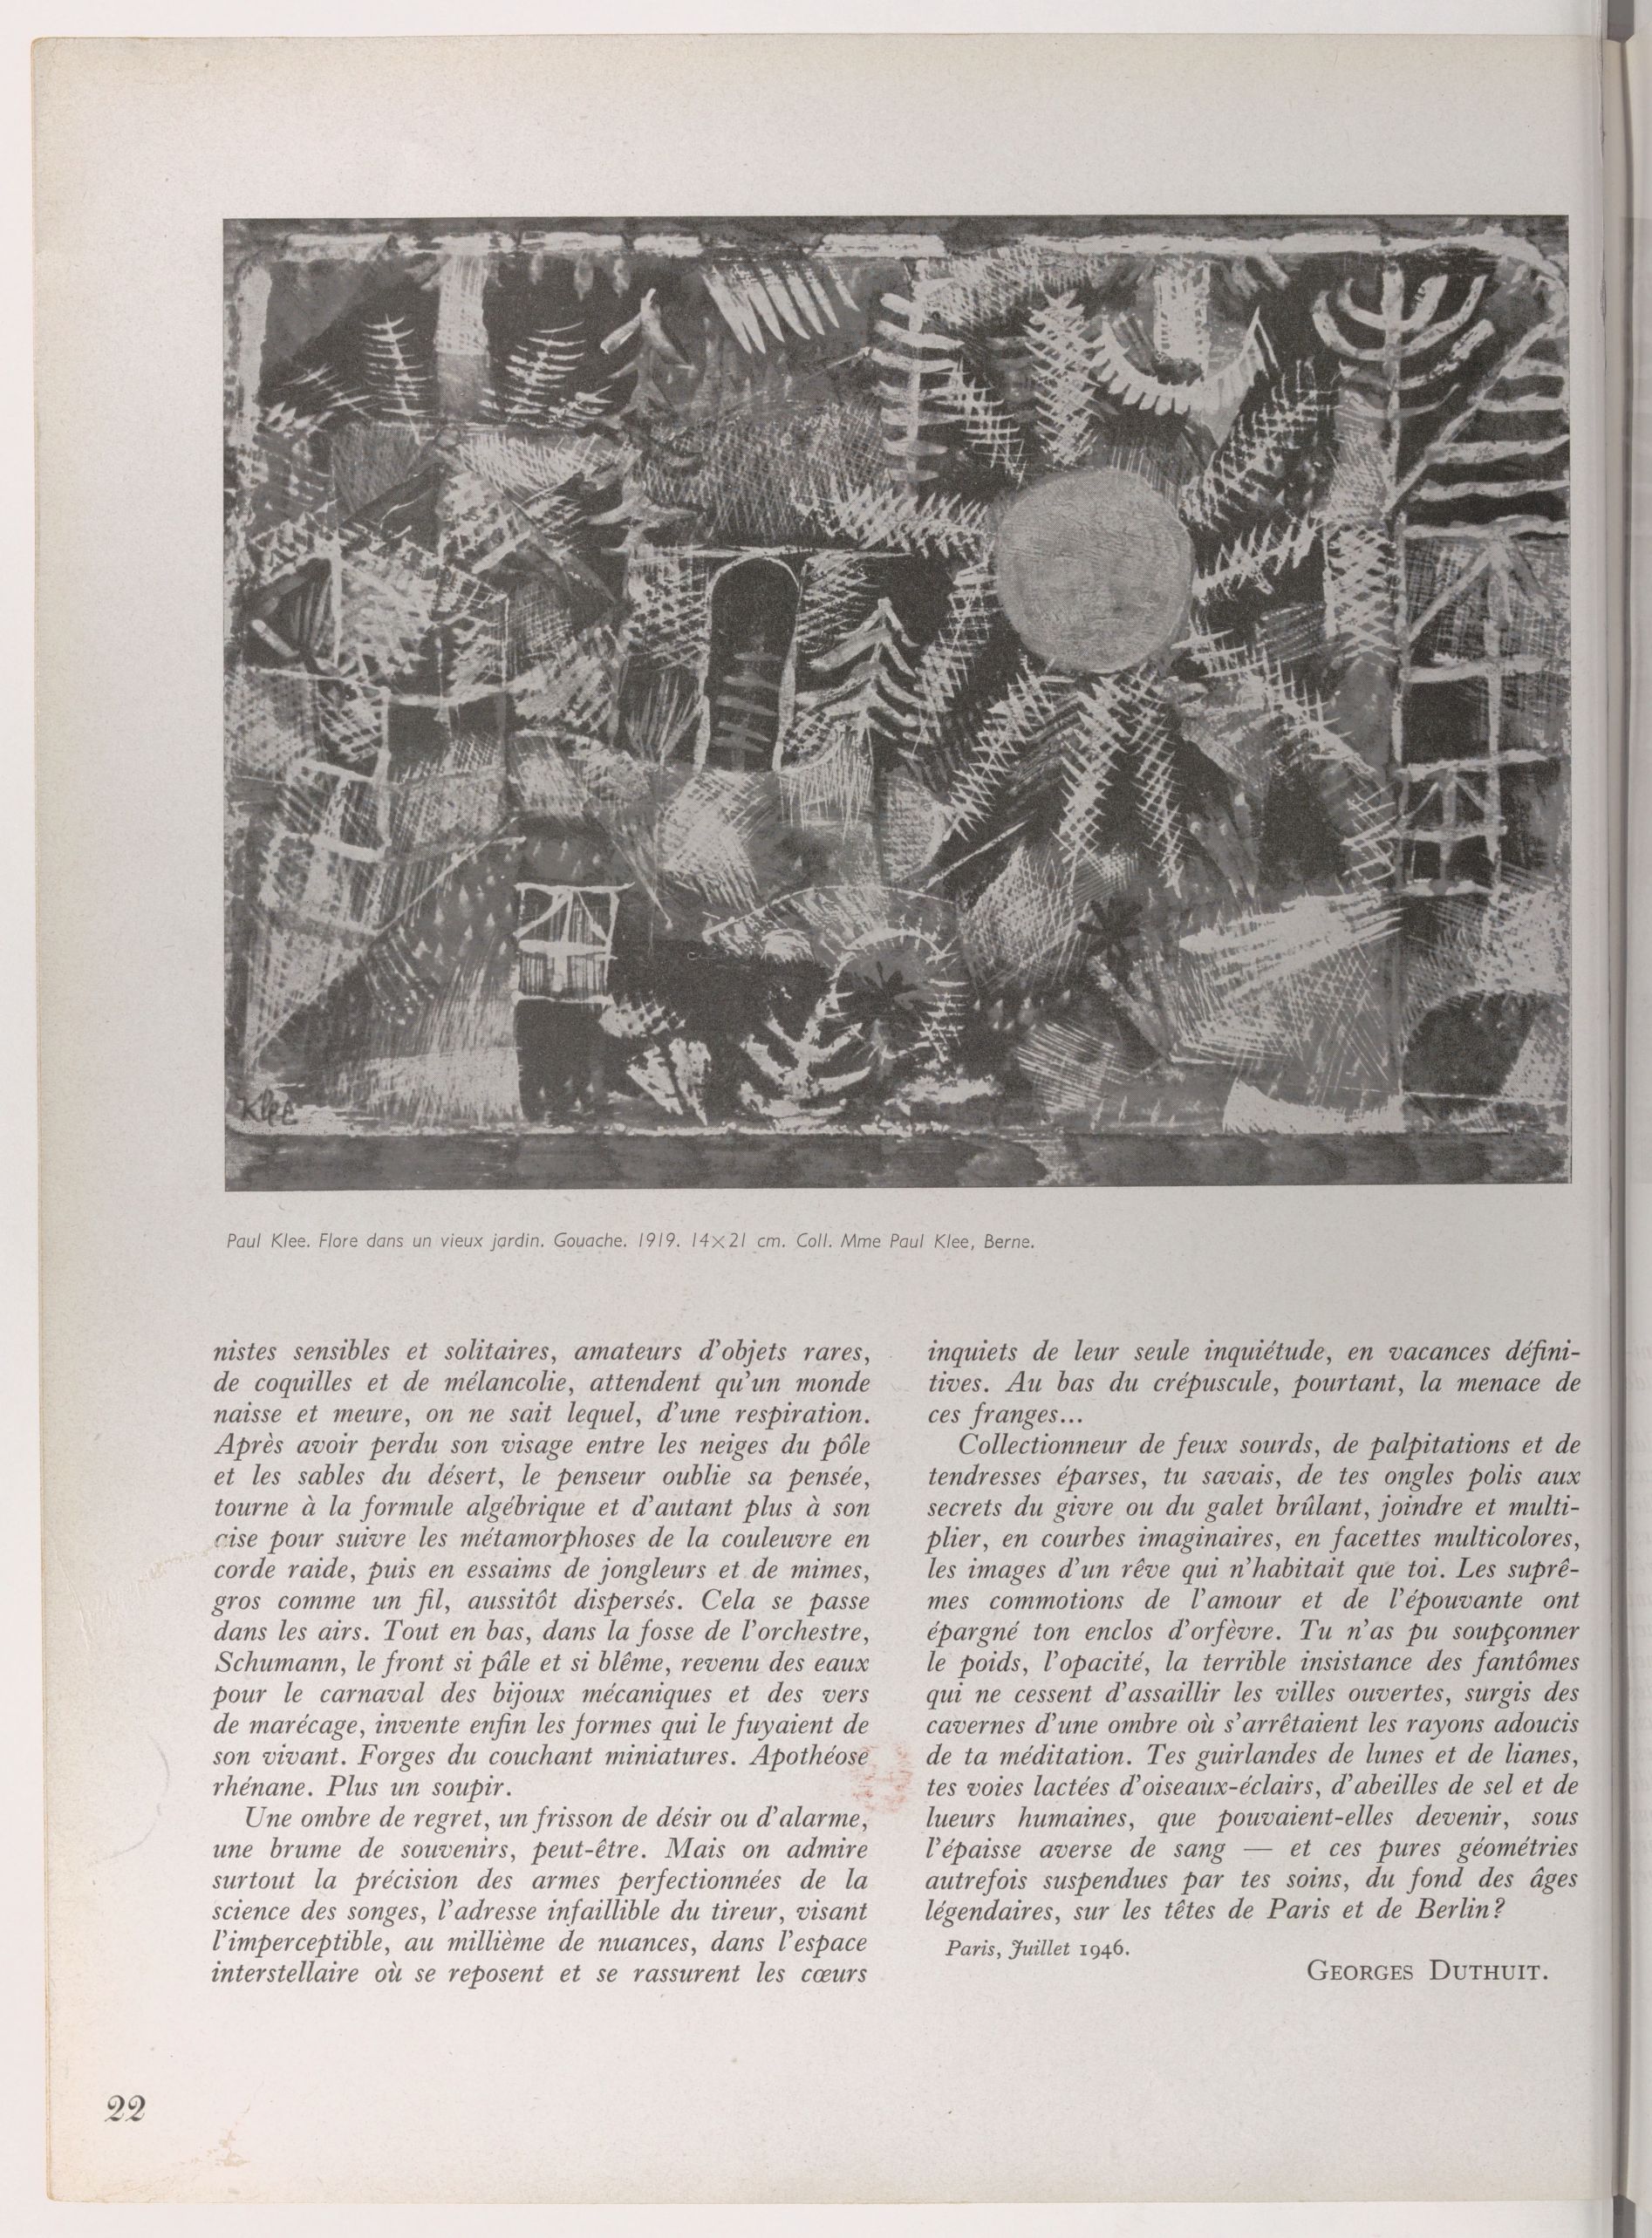 Klee
Paul Klee. Flore dans un vieux jardin. Gouache. 1919. 14×21 cm. Coll. Mme Paul Klee, Berne.
nistes sensibles et solitaires, amateurs d'objets rares,
de coquilles et de mélancolie, attendent qu'un monde
naisse et meure, on ne sait lequel, d'une respiration.
Après avoir perdu son visage entre les neiges du pôle
et les sables du désert, le penseur oublie sa pensée,
tourne à la formule algébrique et d'autant plus à son
aise pour suivre les métamorphoses de la couleuvre en
corde raide, puis en essaims de jongleurs et de mimes,
gros comme un fil, aussitôt dispersés. Cela se passe
dans les airs. Tout en bas, dans la fosse de l'orchestre,
Schumann, le front si pâle et si blême, revenu des eaux
pour le carnaval des bijoux mécaniques et des vers
de marécage, invente enfin les formes qui le fuyaient de
son vivant. Forges du couchant miniatures. Apothéose
rhénane. Plus un soupir.
Une ombre de regret, un frisson de désir ou d'alarme,
une brume de souvenirs, peut-être. Mais on admire
surtout la précision des armes perfectionnées de la
science des songes, l'adresse infaillible du tireur, visant
l'imperceptible, au millième de nuances, dans l'espace
interstellaire où se reposent et se rassurent les cœurs
inquiets de leur seule inquiétude, en vacances défini-
tives. Au bas du crépuscule, pourtant, la menace de
ces franges...
Collectionneur de feux sourds, de palpitations et de
tendresses éparses, tu savais, de tes ongles polis aux
secrets du givre ou du galet brûlant, joindre et multi-
plier, en courbes imaginaires, en facettes multicolores,
les images d'un rêve qui n'habitait que toi. Les suprê-
mes commotions de l'amour et de l'épouvante ont
épargné ton enclos d'orfèvre. Tu n'as pu soupçonner
le poids, l'opacité, la terrible insistance des fantômes
qui ne cessent d'assaillir les villes ouvertes, surgis des
cavernes d'une ombre où s'arrêtaient les rayons adoucis
de ta méditation. Tes guirlandes de lunes et de lianes,
tes voies lactées d'oiseaux-éclairs, d'abeilles de sel et de
lueurs humaines, que pouvaient-elles devenir, sous
l'épaisse averse de sang — et ces pures géométries
autrefois suspendues par tes soins, du fond des âges
légendaires, sur les têtes de Paris et de Berlin?
Paris, Juillet 1946.
GEORGES DUTHUIT.
22